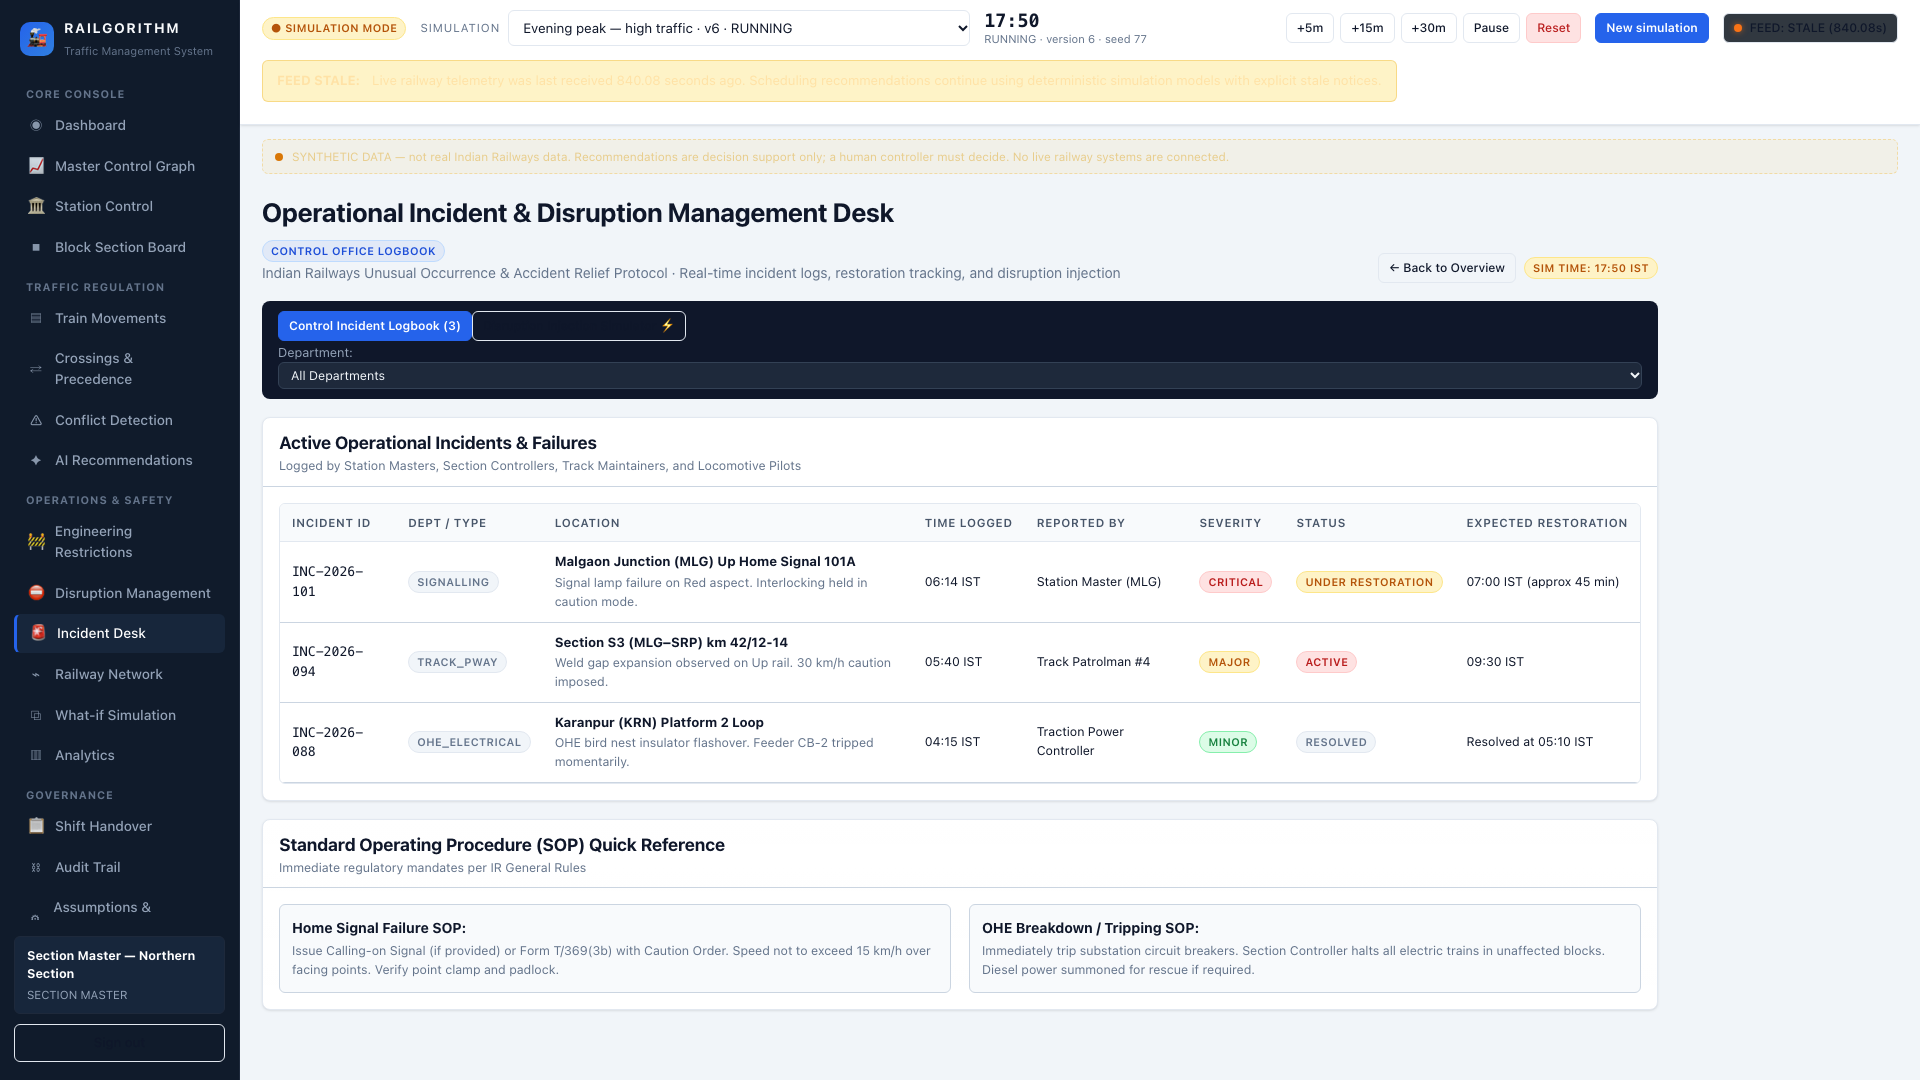 RAILGORITHM
Traffic Management System
CORE CONSOLE
Dashboard
Master Control Graph
Station Control
Block Section Board
TRAFFIC REGULATION
Train Movements
Crossings &
Precedence
Conflict Detection
AI Recommendations
OPERATIONS & SAFETY
Engineering
Restrictions
Disruption Management
Incident Desk
Railway Network
What-if Simulation
Analytics
GOVERNANCE
Shift Handover
Audit Trail
Assumptions &
Section Master — Northern
Section
SECTION MASTER
SIMULATION MODE
SIMULATION
Evening peak — high traffic · v6 · RUNNING
17:50
RUNNING · version 6 · seed 77
+5m
+15m
+30m
Pause
Reset
New simulation
FEED: STALE (840.08s)
FEED STALE: Live railway telemetry was last received 840.08 seconds ago. Scheduling recommendations continue using deterministic simulation models with explicit stale notices.
SYNTHETIC DATA — not real Indian Railways data. Recommendations are decision support only; a human controller must decide. No live railway systems are connected.
Operational Incident & Disruption Management Desk
CONTROL OFFICE LOGBOOK
Indian Railways Unusual Occurrence & Accident Relief Protocol · Real-time incident logs, restoration tracking, and disruption injection
← Back to Overview
SIM TIME: 17:50 IST
Control Incident Logbook (3)
Department:
All Departments
Active Operational Incidents & Failures
Logged by Station Masters, Section Controllers, Track Maintainers, and Locomotive Pilots
INCIDENT ID DEPT / TYPE LOCATION TIME LOGGED REPORTED BY SEVERITY STATUS EXPECTED RESTORATION
INC-2026-
101
SIGNALLING
Malgaon Junction (MLG) Up Home Signal 101A
Signal lamp failure on Red aspect. Interlocking held in
caution mode.
06:14 IST
Station Master (MLG)
CRITICAL
UNDER RESTORATION
07:00 IST (approx 45 min)
INC-2026-
094
TRACK_PWAY
Section S3 (MLG–SRP) km 42/12-14
Weld gap expansion observed on Up rail. 30 km/h caution
imposed.
05:40 IST
Track Patrolman #4
MAJOR
ACTIVE
09:30 IST
INC-2026-
088
OHE_ELECTRICAL
Karanpur (KRN) Platform 2 Loop
OHE bird nest insulator flashover. Feeder CB-2 tripped
momentarily.
04:15 IST
Traction Power
Controller
MINOR
RESOLVED
Resolved at 05:10 IST
Standard Operating Procedure (SOP) Quick Reference
Immediate regulatory mandates per IR General Rules
Home Signal Failure SOP:
Issue Calling-on Signal (if provided) or Form T/369(3b) with Caution Order. Speed not to exceed 15 km/h over
facing points. Verify point clamp and padlock.
OHE Breakdown / Tripping SOP:
Immediately trip substation circuit breakers. Section Controller halts all electric trains in unaffected blocks.
Diesel power summoned for rescue if required.